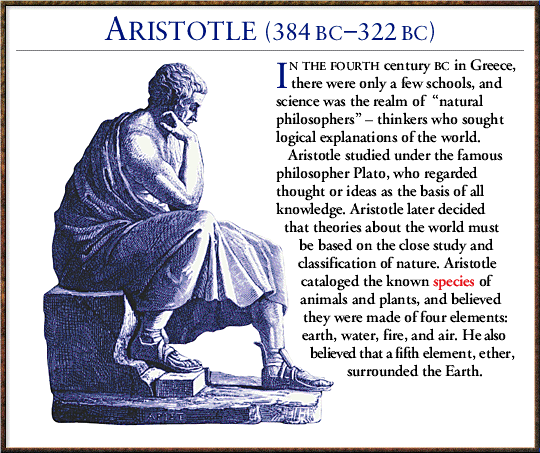 ARISTOTLE (384 BC–322 BC)
IN THE FOURTH century BC in Greece,
there were only a few schools, and
science was the realm of “natural
philosophers” – thinkers who sought
logical explanations of the world.
Aristotle studied under the famous
philosopher Plato, who regarded
thought or ideas as the basis of all
knowledge. Aristotle later decided
that theories about the world must
be based on the close study and
classification of nature. Aristotle
cataloged the known species of
animals and plants, and believed
they were made of four elements:
earth, water, fire, and air. He also
believed that a fifth element, ether,
surrounded the Earth.